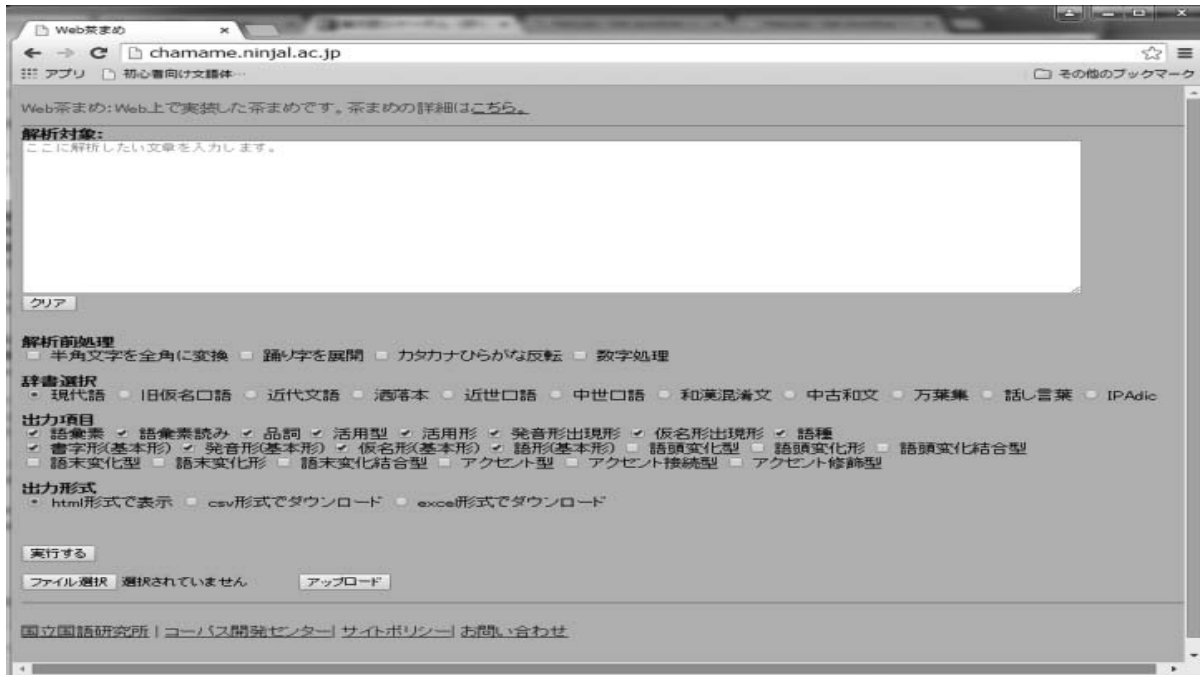 Web茶まめ
chamame.ninjal.ac.jp
アプリ 初心者向け文語体… その他のブックマーク
Web茶まめ:Web上で実装した茶まめです。茶まめの詳細はこちら。
解析対象:
ここに解析したい文章を入力します。
クリア
解析前処理
半角文字を全角に変換 踊り字を展開 カタカナひらがな反転 数字処理
辞書選択
現代語 旧仮名口語 近代文語 洒落本 近世口語 中世口語 和漢混淆文 中古和文 万葉集 話し言葉 IPAdic
出力項目
語彙素 語彙素読み 品詞 活用型 活用形 発音形出現形 仮名形出現形 語種
書字形(基本形) 発音形(基本形) 仮名形(基本形) 語形(基本形) 語頭変化型 語頭変化形 語頭変化結合型
語末変化型 語末変化形 語末変化結合型 アクセント型 アクセント接続型 アクセント修飾型
出力形式
html形式で表示 csv形式でダウンロード excel形式でダウンロード
実行する
ファイル選択 選択されていません アップロード
国立国語研究所 | コーパス開発センター| サイトポリシー| お問い合わせ